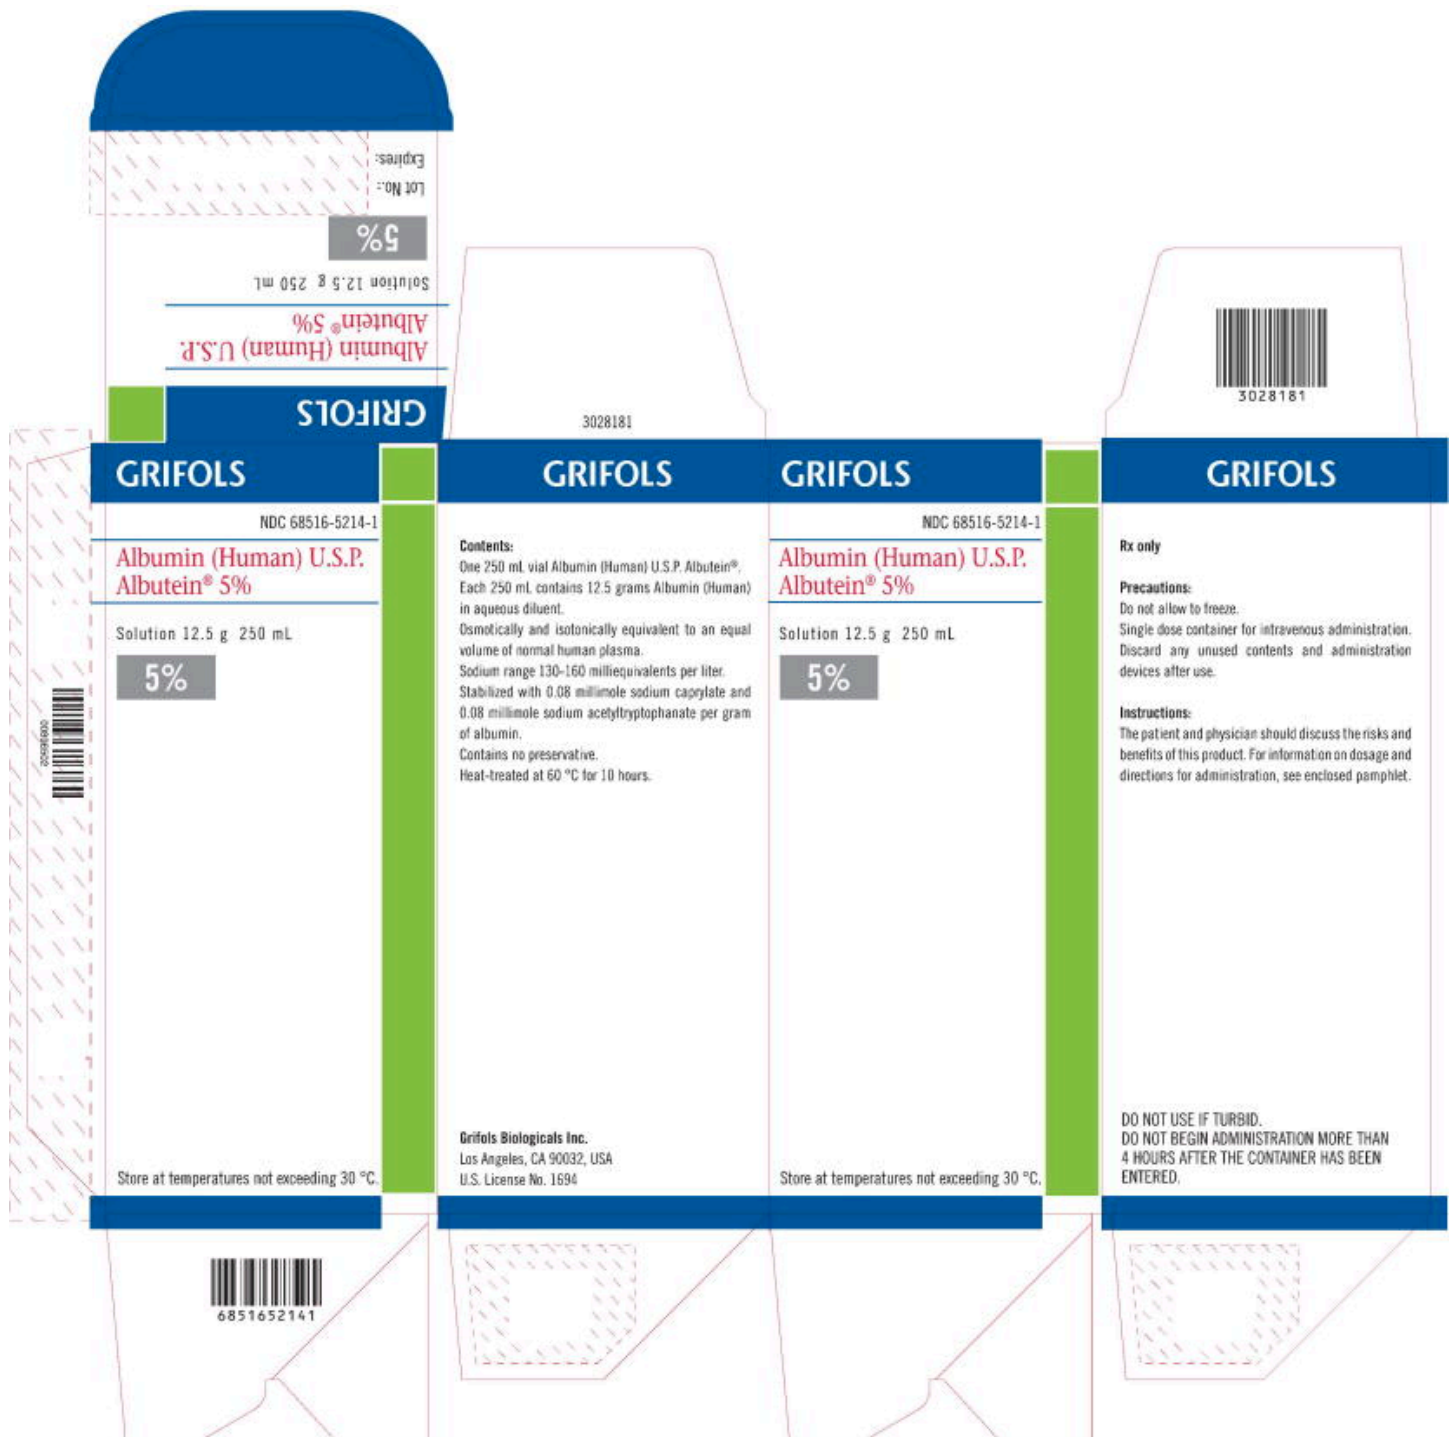 Expires:
Lot No.:
5%
Solution 12.5 g 250 mL
Albumin (Human) U.S.P.
Albutein® 5%
GRIFOLS
GRIFOLS
NDC 68516-5214-1
Albumin (Human) U.S.P.
Albutein® 5%
Solution 12.5 g 250 mL
5%
Store at temperatures not exceeding 30 °C.
6851652141
3028181
GRIFOLS
Contents:
One 250 mL vial Albumin (Human) U.S.P. Albutein®.
Each 250 mL contains 12.5 grams Albumin (Human)
in aqueous diluent.
Osmotically and isotonically equivalent to an equal
volume of normal human plasma.
Sodium range 130-160 milliequivalents per liter.
Stabilized with 0.08 millimole sodium caprylate and
0.08 millimole sodium acetyltryptophanate per gram
of albumin.
Contains no preservative.
Heat-treated at 60 °C for 10 hours.
Grifols Biologicals Inc.
Los Angeles, CA 90032, USA
U.S. License No. 1694
GRIFOLS
NDC 68516-5214-1
Albumin (Human) U.S.P.
Albutein® 5%
Solution 12.5 g 250 mL
5%
Store at temperatures not exceeding 30 °C.
3028181
GRIFOLS
Rx only
Precautions:
Do not allow to freeze.
Single dose container for intravenous administration.
Discard any unused contents and administration
devices after use.
Instructions:
The patient and physician should discuss the risks and
benefits of this product. For information on dosage and
directions for administration, see enclosed pamphlet.
DO NOT USE IF TURBID.
DO NOT BEGIN ADMINISTRATION MORE THAN
4 HOURS AFTER THE CONTAINER HAS BEEN
ENTERED.